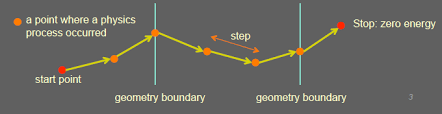 a point where a physics
process occurred
step
Stop: zero energy
start point
geometry boundary
geometry boundary
3